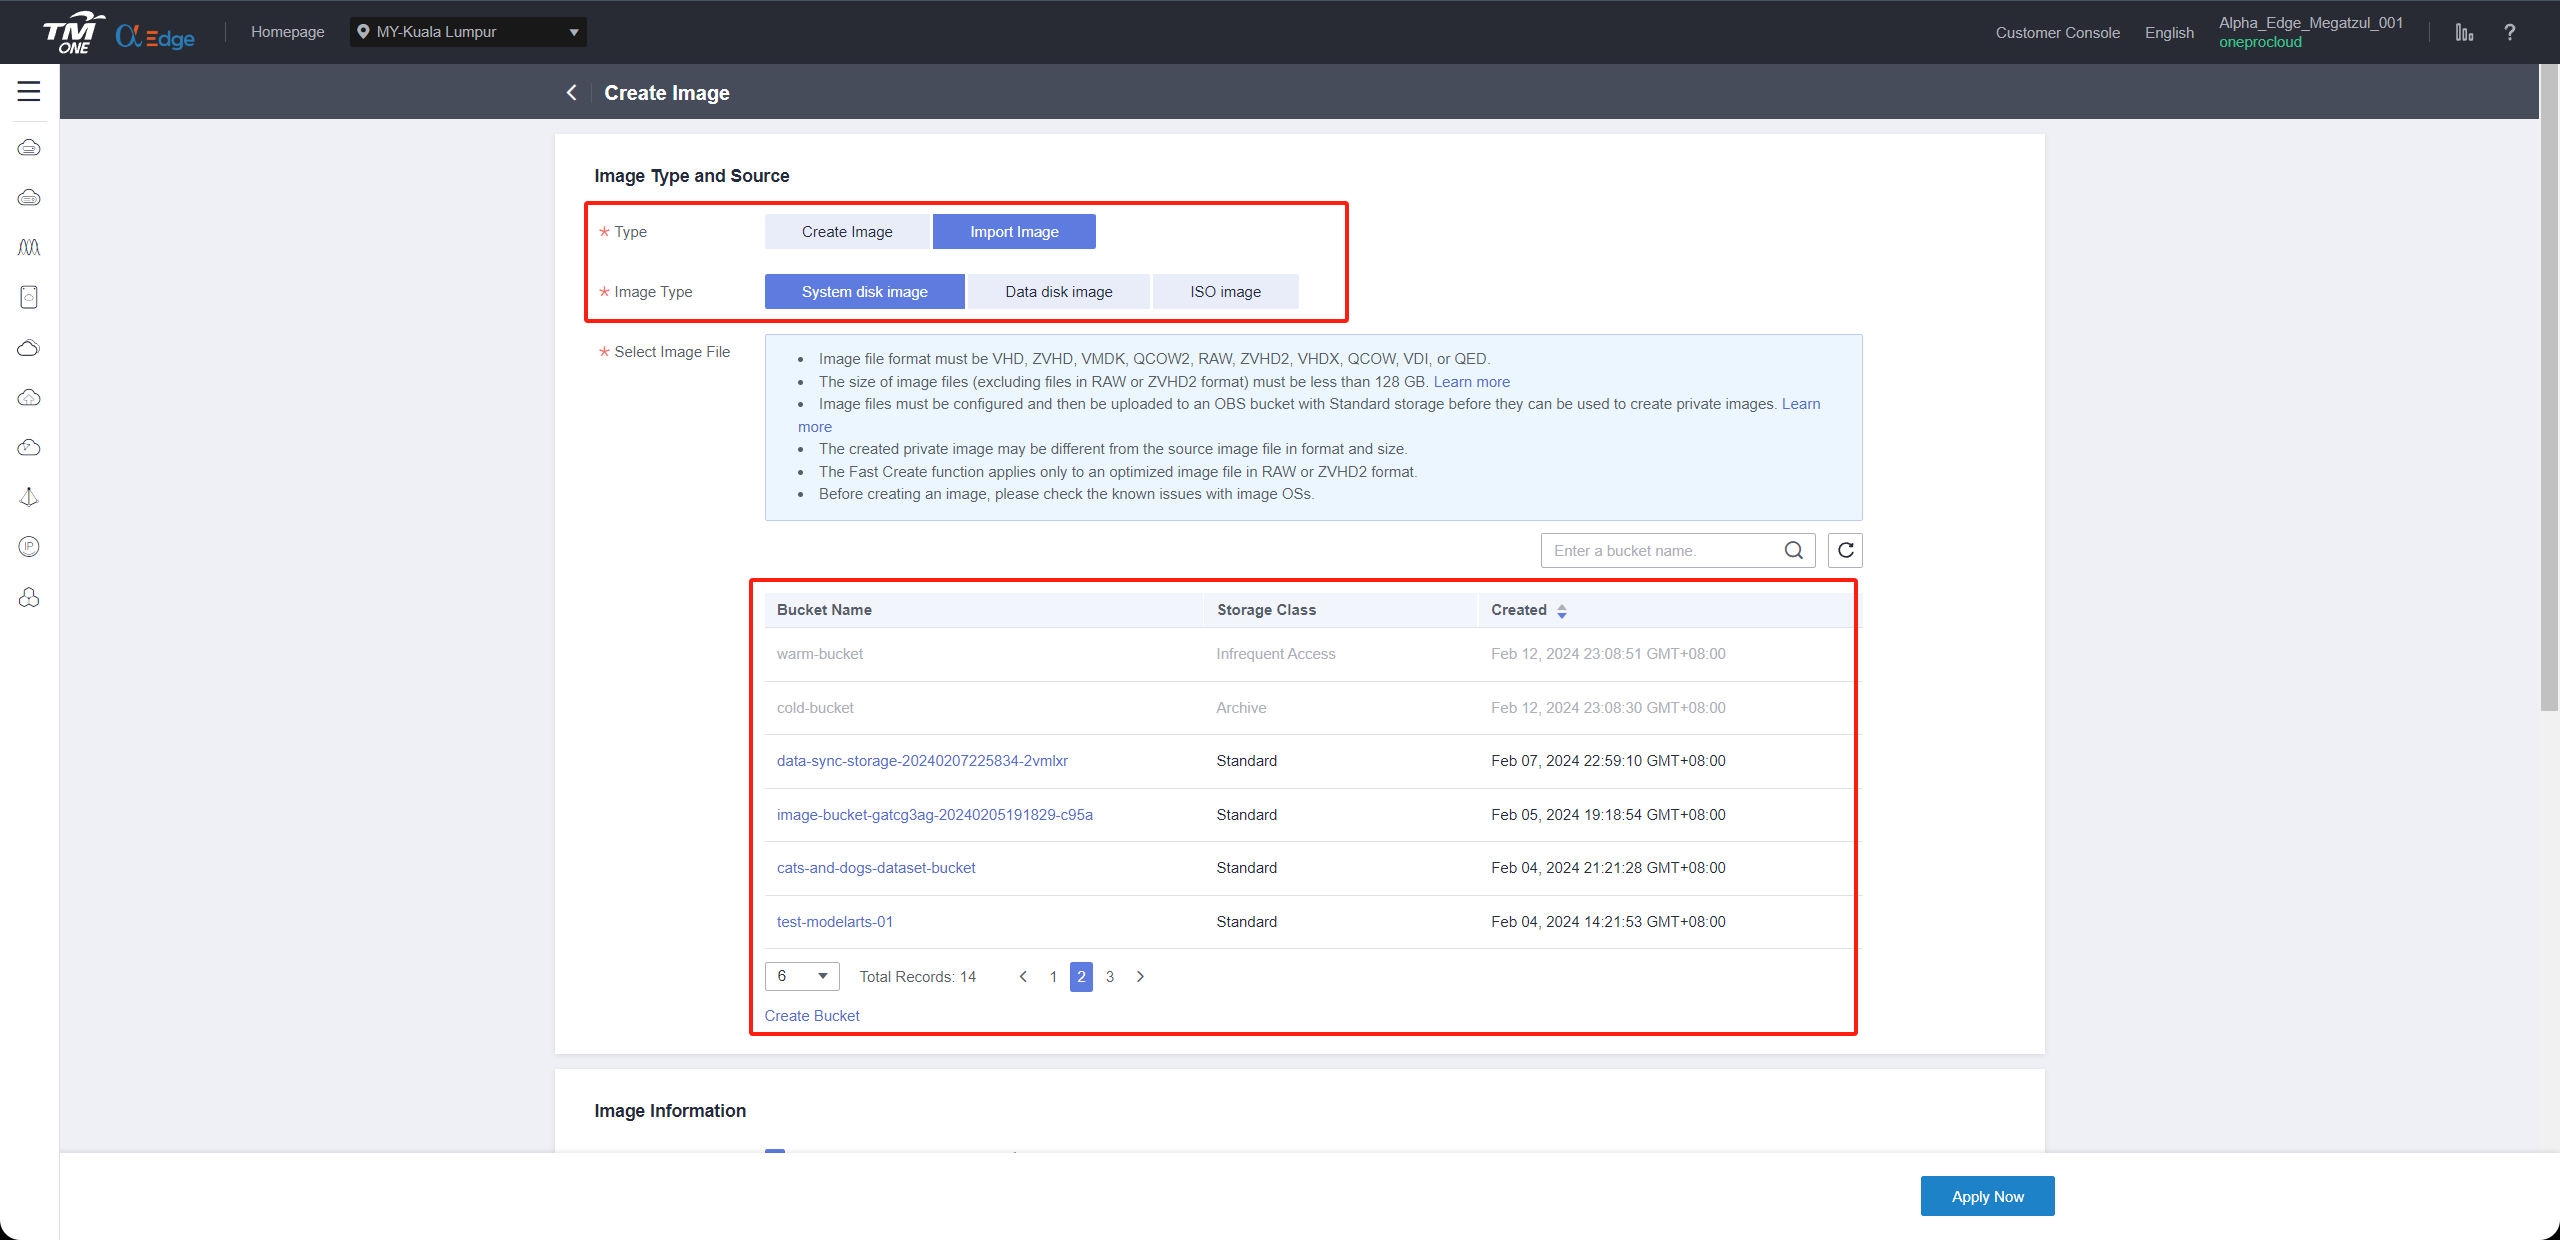 TM ONE
α Edge
Homepage
MY-Kuala Lumpur
Customer Console
English
Alpha_Edge_Megatzul_001
oneprocloud
?
Create Image
Image Type and Source
* Type
Create Image
Import Image
* Image Type
System disk image
Data disk image
ISO image
* Select Image File
• Image file format must be VHD, ZVHD, VMDK, QCOW2, RAW, ZVHD2, VHDX, QCOW, VDI, or QED.
• The size of image files (excluding files in RAW or ZVHD2 format) must be less than 128 GB. Learn more
• Image files must be configured and then be uploaded to an OBS bucket with Standard storage before they can be used to create private images. Learn
more
• The created private image may be different from the source image file in format and size.
• The Fast Create function applies only to an optimized image file in RAW or ZVHD2 format.
• Before creating an image, please check the known issues with image OSs.
Enter a bucket name.
Bucket Name Storage Class Created
warm-bucket Infrequent Access Feb 12, 2024 23:08:51 GMT+08:00
cold-bucket Archive Feb 12, 2024 23:08:30 GMT+08:00
data-sync-storage-20240207225834-2vmlxr Standard Feb 07, 2024 22:59:10 GMT+08:00
image-bucket-gatcg3ag-20240205191829-c95a Standard Feb 05, 2024 19:18:54 GMT+08:00
cats-and-dogs-dataset-bucket Standard Feb 04, 2024 21:21:28 GMT+08:00
test-modelarts-01 Standard Feb 04, 2024 14:21:53 GMT+08:00
6 Total Records: 14 < 1 2 3 >
Create Bucket
IP
Image Information
Apply Now